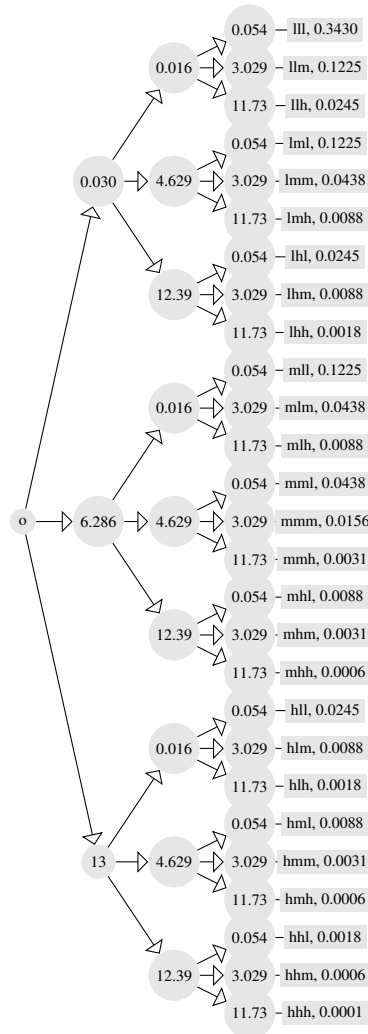 0.054 lll, 0.3430
0.016 3.029 llm, 0.1225
11.73 llh, 0.0245
0.054 lml, 0.1225
0.030 4.629 3.029 lmm, 0.0438
11.73 lmh, 0.0088
0.054 lhl, 0.0245
12.39 3.029 lhm, 0.0088
11.73 lhh, 0.0018
0.054 mll, 0.1225
0.016 3.029 mlm, 0.0438
11.73 mlh, 0.0088
0.054 mml, 0.0438
o 6.286 4.629 3.029 mmm, 0.0156
11.73 mmh, 0.0031
0.054 mhl, 0.0088
12.39 3.029 mhm, 0.0031
11.73 mhh, 0.0006
0.054 hll, 0.0245
0.016 3.029 hlm, 0.0088
11.73 hlh, 0.0018
0.054 hml, 0.0088
13 4.629 3.029 hmm, 0.0031
11.73 hmh, 0.0006
0.054 hhl, 0.0018
12.39 3.029 hhm, 0.0006
11.73 hhh, 0.0001